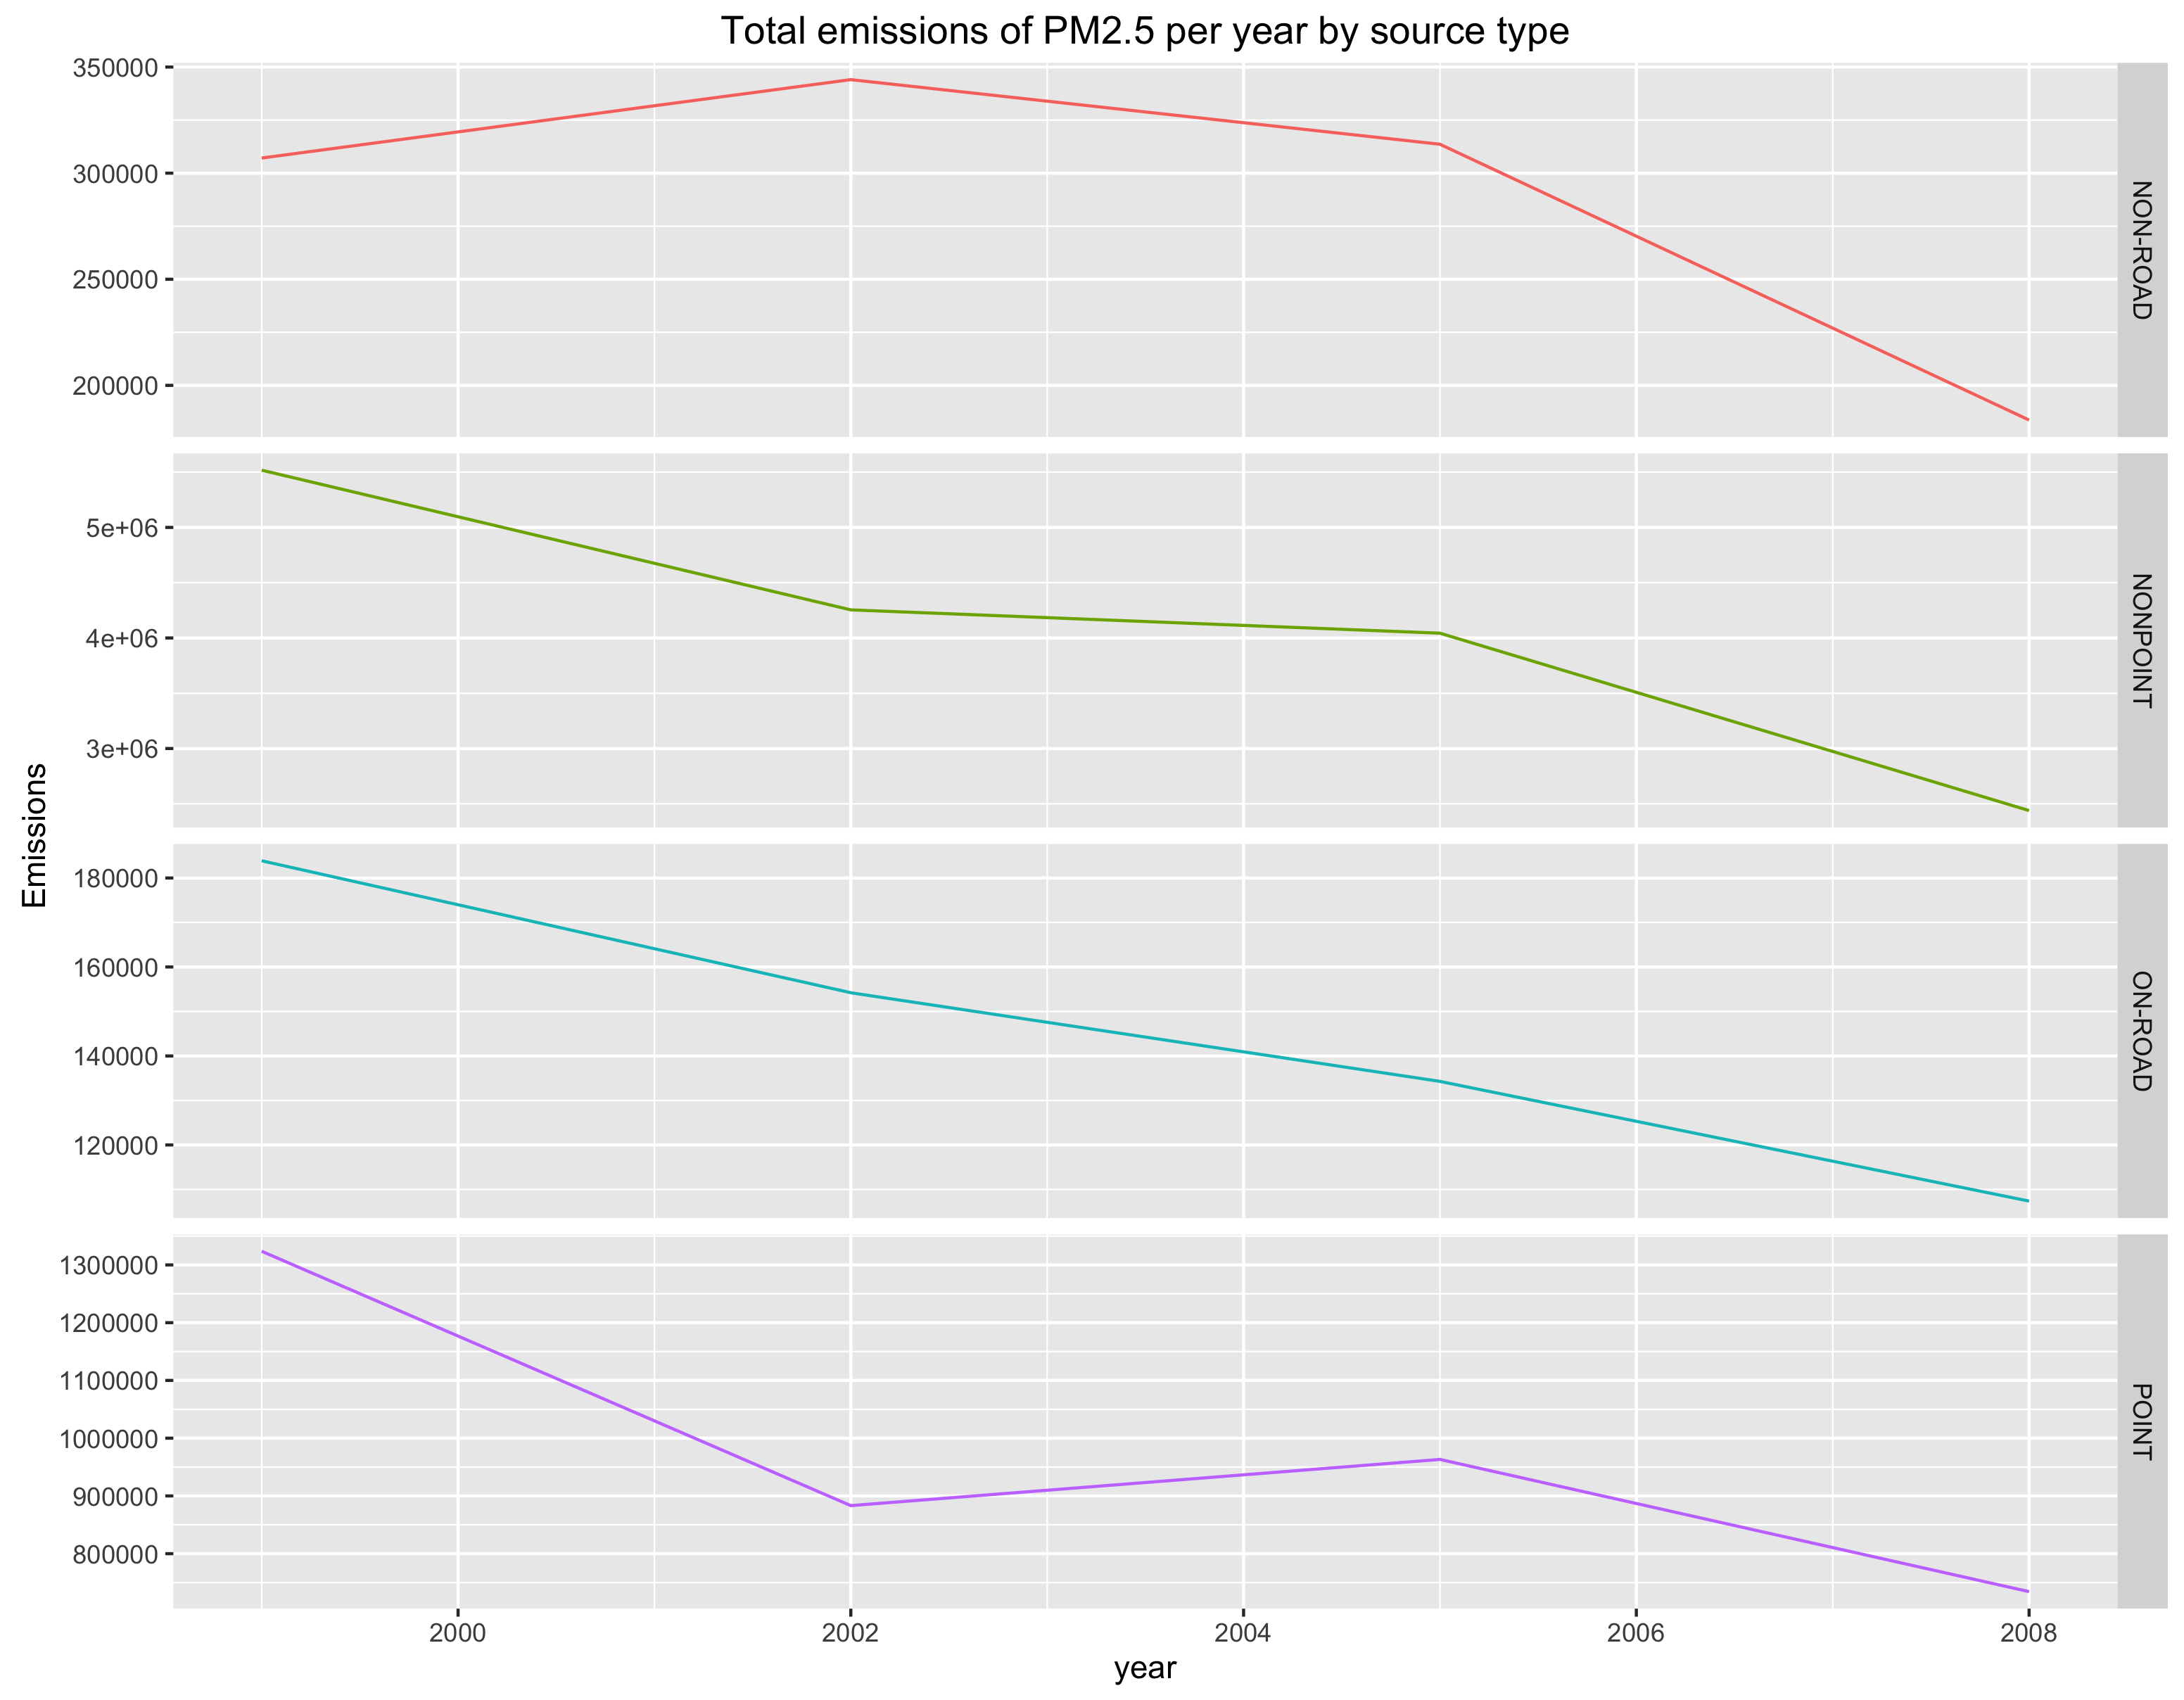 Total emissions of PM2.5 per year by source type
Emissions
350000
300000
250000
200000
NON-ROAD
5e+06
4e+06
3e+06
NONPOINT
180000
160000
140000
120000
ON-ROAD
1300000
1200000
1100000
1000000
900000
800000
POINT
2000 2002 2004 2006 2008
year